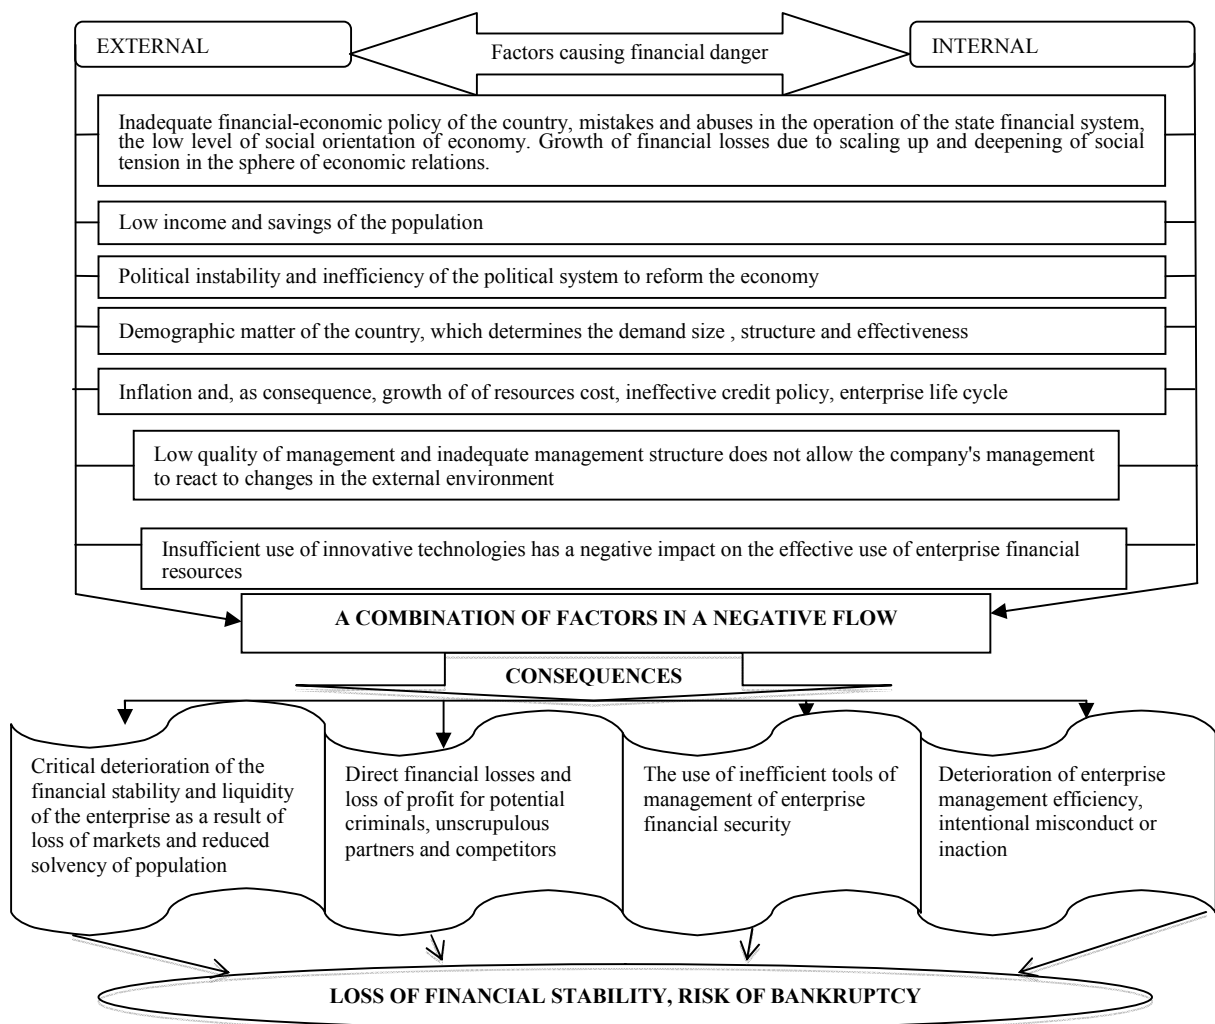 EXTERNAL
Factors causing financial danger
INTERNAL
Inadequate financial-economic policy of the country, mistakes and abuses in the operation of the state financial system,
the low level of social orientation of economy. Growth of financial losses due to scaling up and deepening of social
tension in the sphere of economic relations.
Low income and savings of the population
Political instability and inefficiency of the political system to reform the economy
Demographic matter of the country, which determines the demand size , structure and effectiveness
Inflation and, as consequence, growth of of resources cost, ineffective credit policy, enterprise life cycle
Low quality of management and inadequate management structure does not allow the company's management
to react to changes in the external environment
Insufficient use of innovative technologies has a negative impact on the effective use of enterprise financial
resources
A COMBINATION OF FACTORS IN A NEGATIVE FLOW
CONSEQUENCES
Critical deterioration of the
financial stability and liquidity
of the enterprise as a result of
loss of markets and reduced
solvency of population
Direct financial losses and
loss of profit for potential
criminals, unscrupulous
partners and competitors
The use of inefficient tools of
management of enterprise
financial security
Deterioration of enterprise
management efficiency,
intentional misconduct or
inaction
LOSS OF FINANCIAL STABILITY, RISK OF BANKRUPTCY